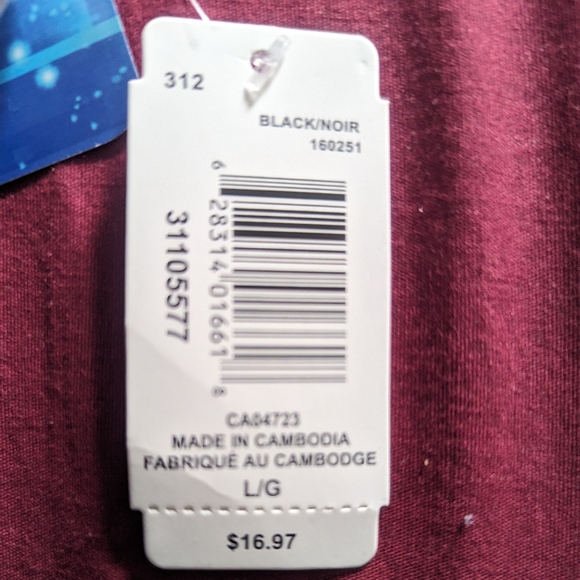 312
BLACK/NOIR
160251
6 28314 01661 8
31105577
CA04723
MADE IN CAMBODIA
FABRIQUÉ AU CAMBODGE
L/G
$16.97